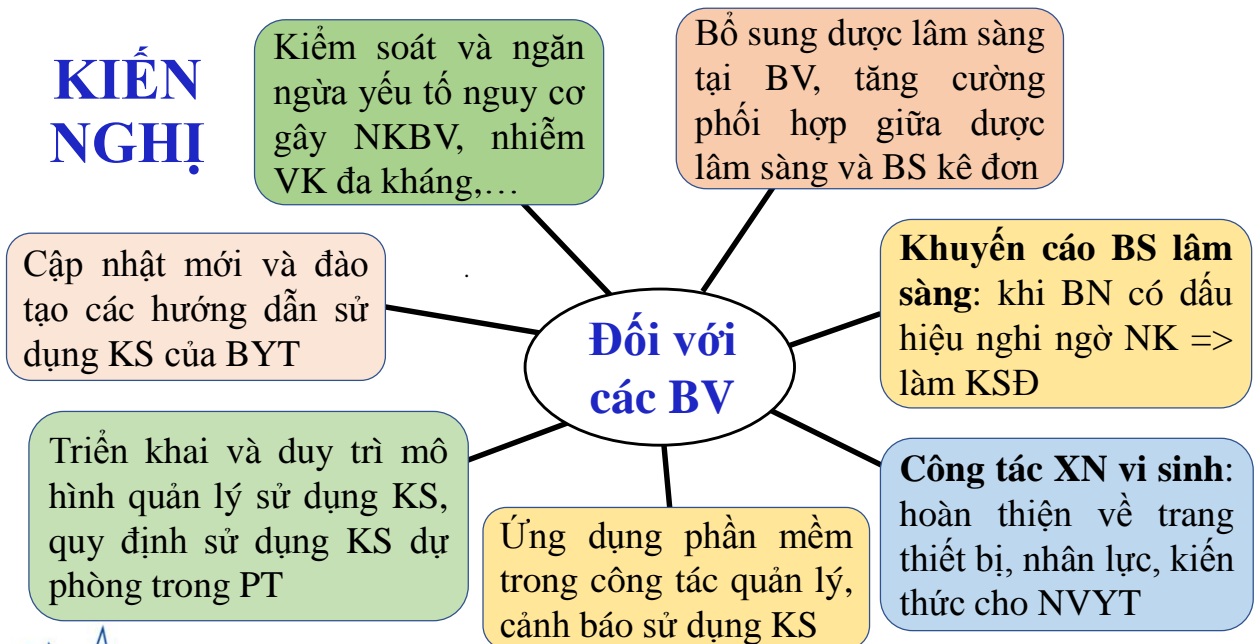 KIẾN
NGHỊ
Kiểm soát và ngăn
ngừa yếu tố nguy cơ
gây NKBV, nhiễm
VK đa kháng,…
Bổ sung dược lâm sàng
tại BV, tăng cường
phối hợp giữa dược
lâm sàng và BS kê đơn
Cập nhật mới và đào
tạo các hướng dẫn sử
dụng KS của BYT
Khuyến cáo BS lâm
sàng: khi BN có dấu
hiệu nghi ngờ NK =>
làm KSĐ
Đối với
các BV
Triển khai và duy trì mô
hình quản lý sử dụng KS,
quy định sử dụng KS dự
phòng trong PT
Ứng dụng phần mềm
trong công tác quản lý,
cảnh báo sử dụng KS
Công tác XN vi sinh:
hoàn thiện về trang
thiết bị, nhân lực, kiến
thức cho NVYT